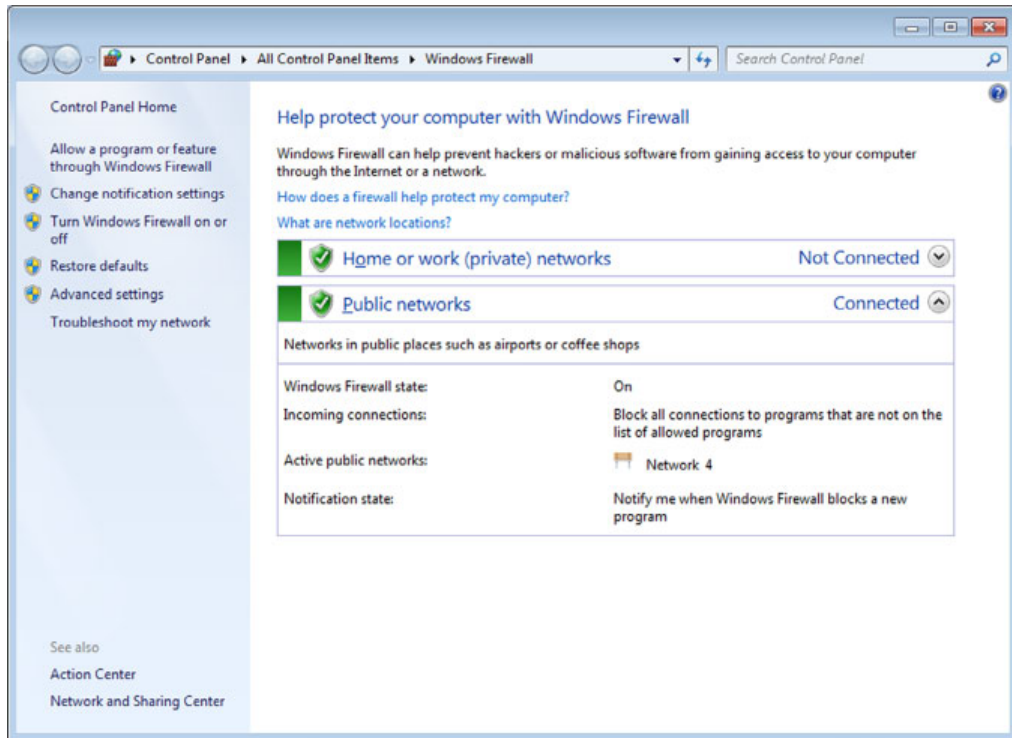 Control Panel ▸ All Control Panel Items ▸ Windows Firewall
Search Control Panel
Control Panel Home
Allow a program or feature
through Windows Firewall
Change notification settings
Turn Windows Firewall on or
off
Restore defaults
Advanced settings
Troubleshoot my network
See also
Action Center
Network and Sharing Center
Help protect your computer with Windows Firewall
Windows Firewall can help prevent hackers or malicious software from gaining access to your computer
through the Internet or a network.
How does a firewall help protect my computer?
What are network locations?
Home or work (private) networks Not Connected
Public networks Connected
Networks in public places such as airports or coffee shops
Windows Firewall state: On
Incoming connections: Block all connections to programs that are not on the
list of allowed programs
Active public networks: Network 4
Notification state: Notify me when Windows Firewall blocks a new
program